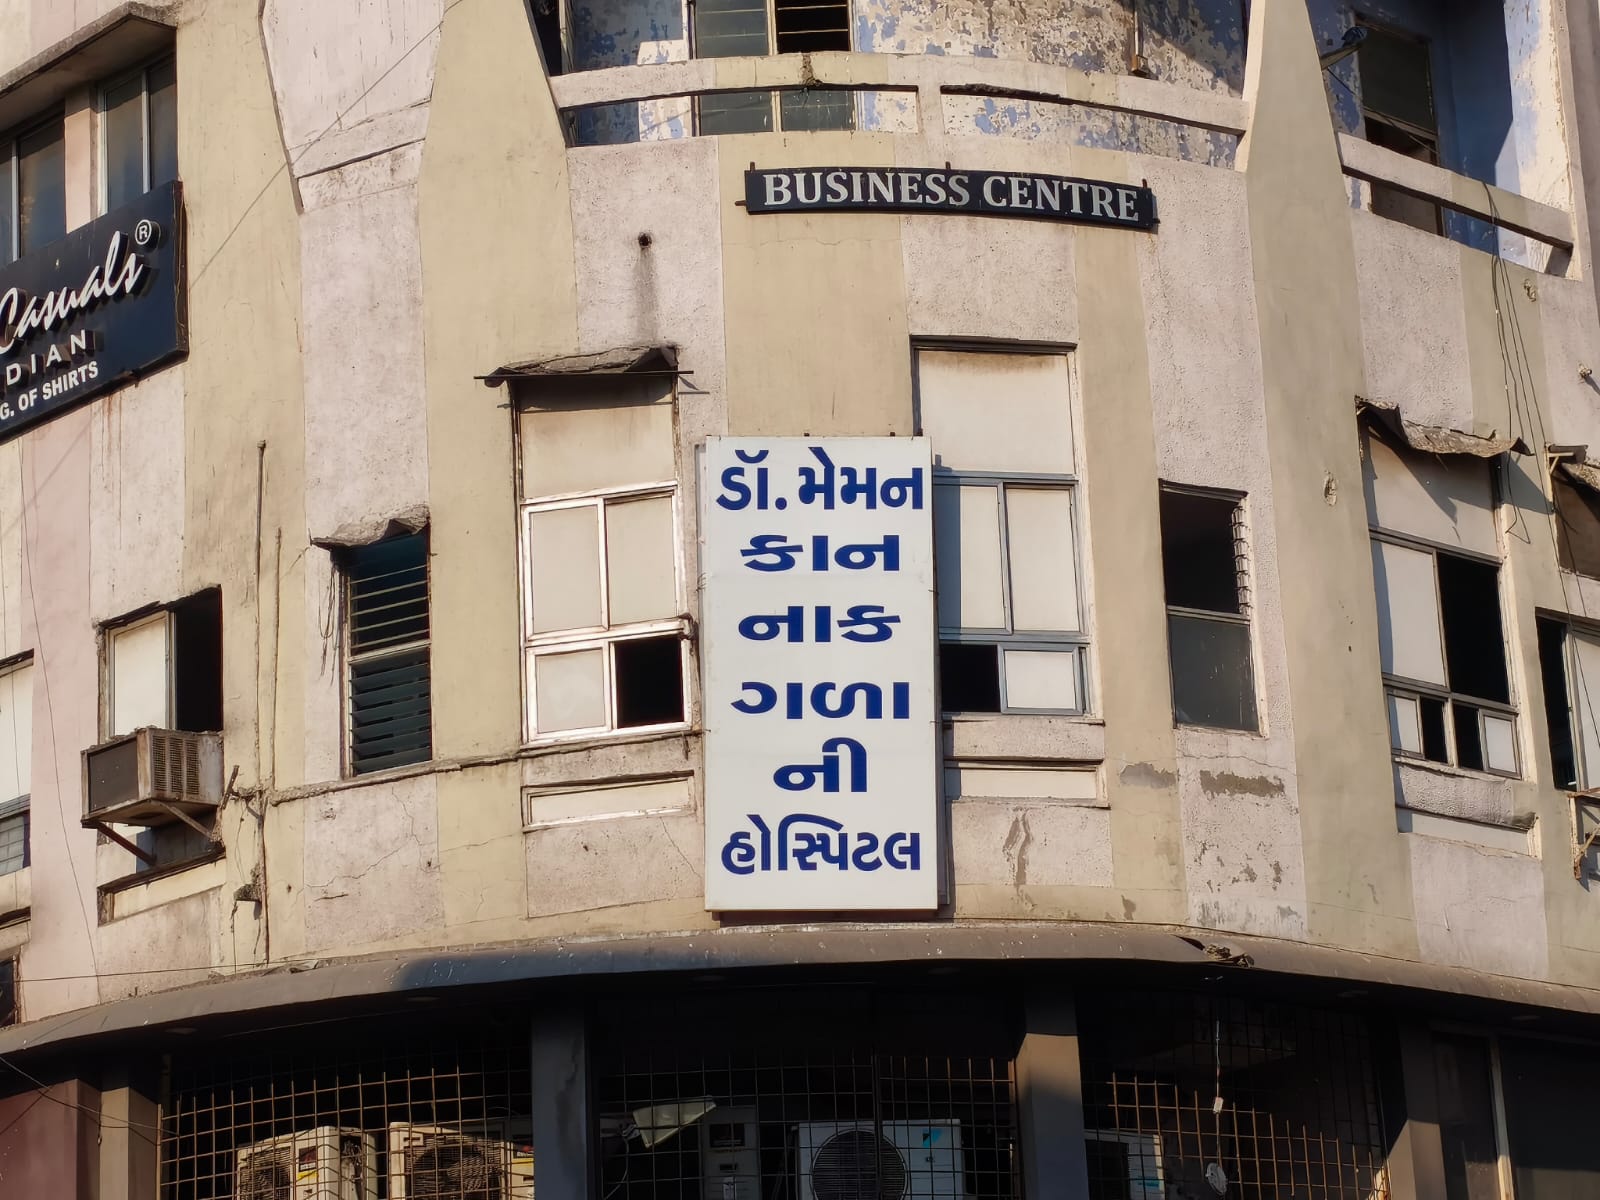 BUSINESS CENTRE
Casuals®
DIAN
G. OF SHIRTS
ડૉ. મેમન
કાન
નાક
ગળા
ની
હોસ્પિટલ